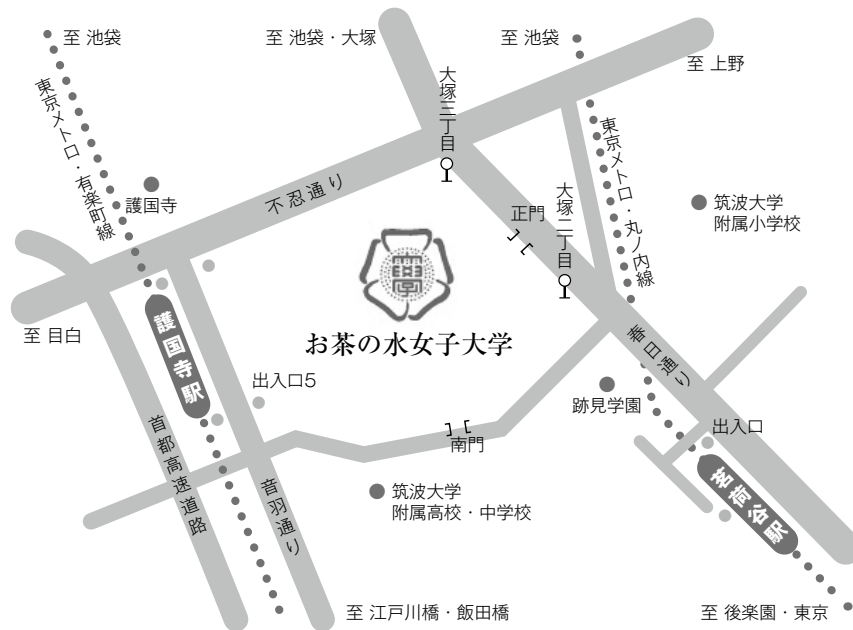 至 池袋
至 池袋・大塚
至 池袋
至 上野
東京メトロ・有楽町線
大塚三丁目
東京メトロ・丸ノ内線
護国寺
不忍通り
正門
大塚二丁目
筑波大学
附属小学校
至 目白
護国寺駅
お茶の水女子大学
春日通り
出入口5
跡見学園
出入口
首都高速道路
音羽通り
南門
筑波大学
附属高校・中学校
茗荷谷駅
至 江戸川橋・飯田橋
至 後楽園・東京